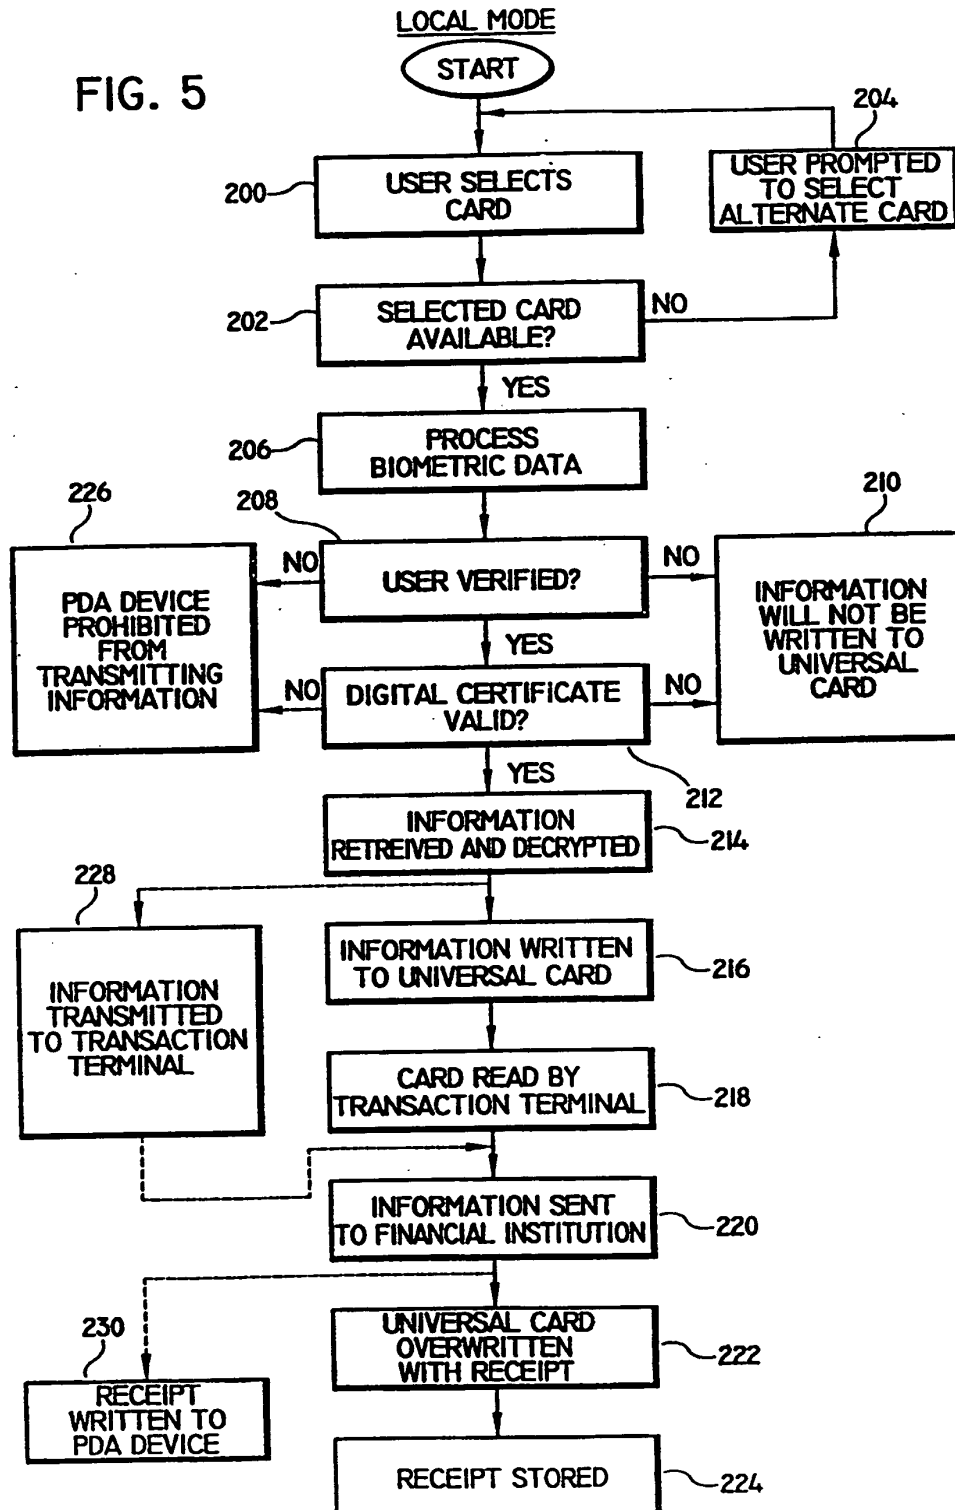 LOCAL MODE
START
FIG. 5
204
USER PROMPTED
TO SELECT
ALTERNATE CARD
200
USER SELECTS
CARD
202
SELECTED CARD
AVAILABLE?
NO
YES
206
PROCESS
BIOMETRIC DATA
226
208
210
NO
USER VERIFIED?
NO
PDA DEVICE
PROHIBITED
FROM
TRANSMITTING
INFORMATION
INFORMATION
WILL NOT BE
WRITTEN TO
UNIVERSAL
CARD
YES
NO
DIGITAL CERTIFICATE
VALID?
NO
YES
212
INFORMATION
RETREIVED AND DECRYPTED
214
228
INFORMATION
TRANSMITTED
TO TRANSACTION
TERMINAL
INFORMATION WRITTEN
TO UNIVERSAL CARD
216
CARD READ BY
TRANSACTION TERMINAL
218
INFORMATION SENT
TO FINANCIAL INSTITUTION
220
230
RECEIPT
WRITTEN TO
PDA DEVICE
UNIVERSAL CARD
OVERWRITTEN
WITH RECEIPT
222
RECEIPT STORED
224